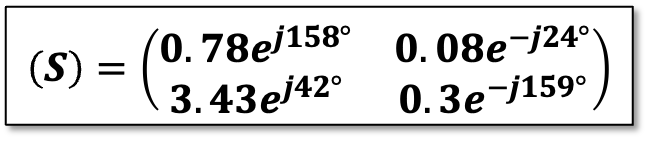 (S) = (0.78e^{j158°} 0.08e^{-j24°}
3.43e^{j42°} 0.3e^{-j159°})